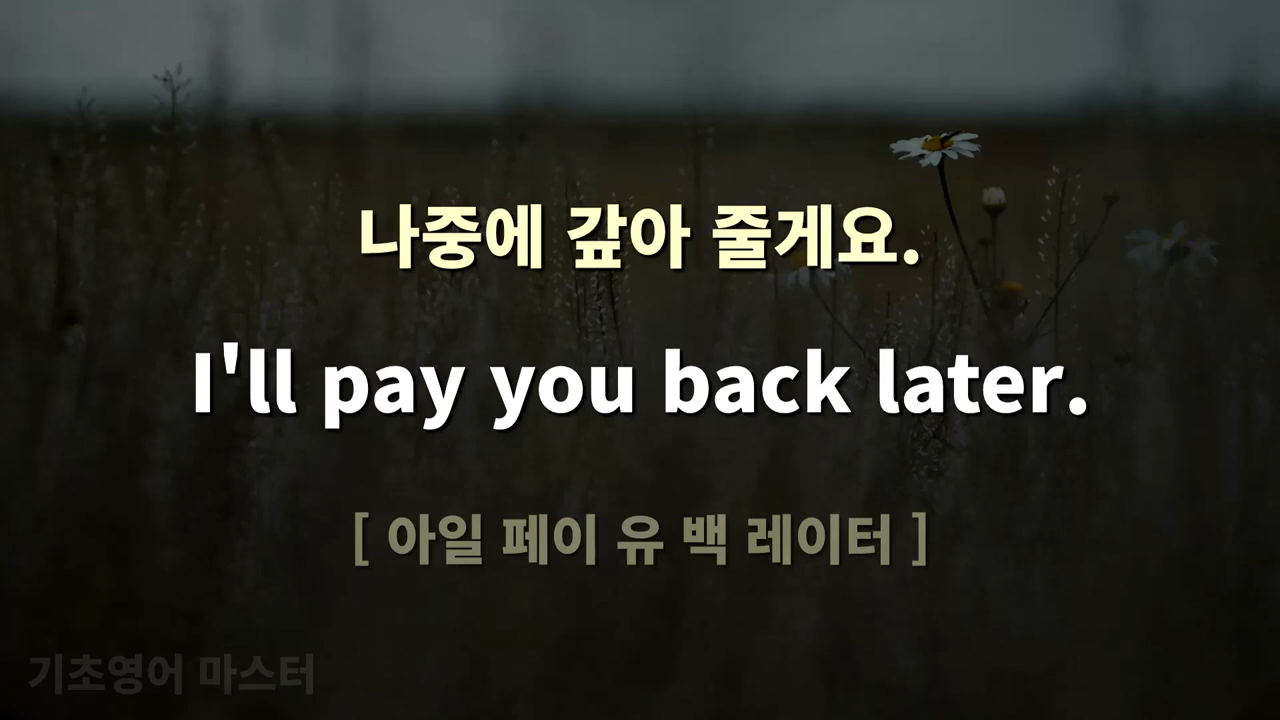 나중에 갚아 줄게요.
I'll pay you back later.
[ 아일 페이 유 백 레이터 ]
기초영어 마스터